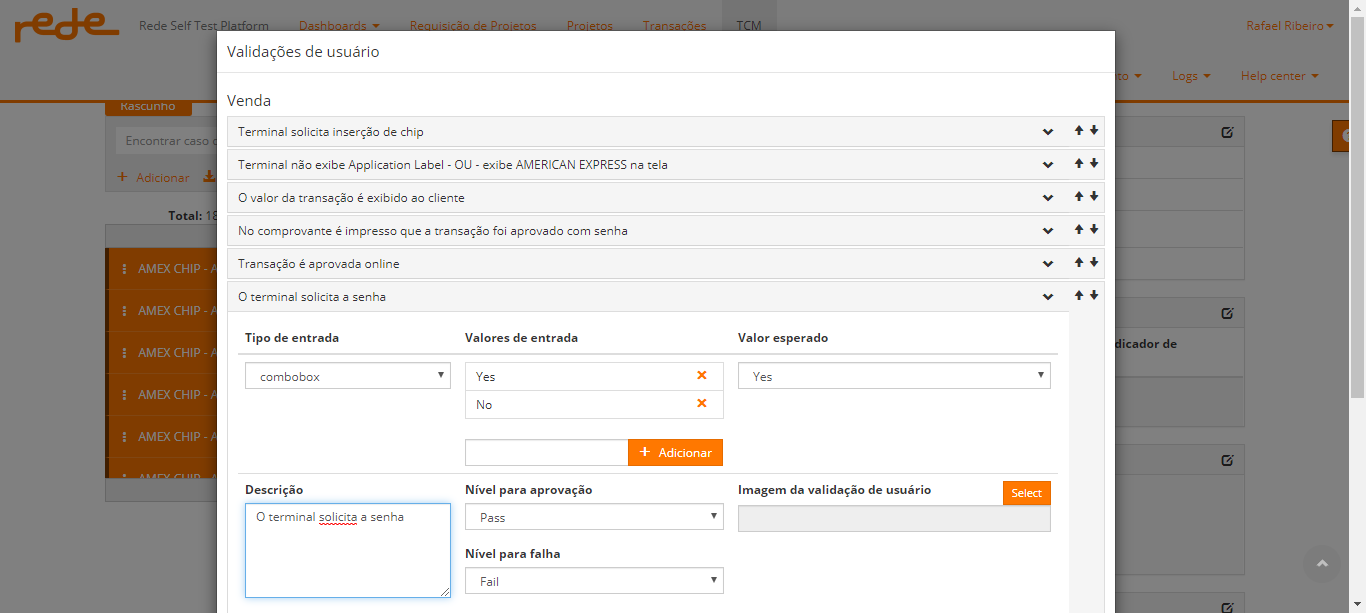 rede Rede Self Test Platform Dashboards Requisição de Projetos Projetos Transações TCM Rafael Ribeiro
Validações de usuário
Logs Help center
Venda
Rascunho
Terminal solicita inserção de chip
Encontrar caso
Terminal não exibe Application Label - OU - exibe AMERICAN EXPRESS na tela
+ Adicionar
O valor da transação é exibido ao cliente
Total: 18
No comprovante é impresso que a transação foi aprovado com senha
Transação é aprovada online
AMEX CHIP - A
O terminal solicita a senha
AMEX CHIP - A
Tipo de entrada Valores de entrada Valor esperado
dicador de
AMEX CHIP - A
combobox Yes Yes
AMEX CHIP - A
No
AMEX CHIP - A
+ Adicionar
Descrição Nível para aprovação Imagem da validação de usuário Select
O terminal solicita a senha Pass
Nível para falha
Fail